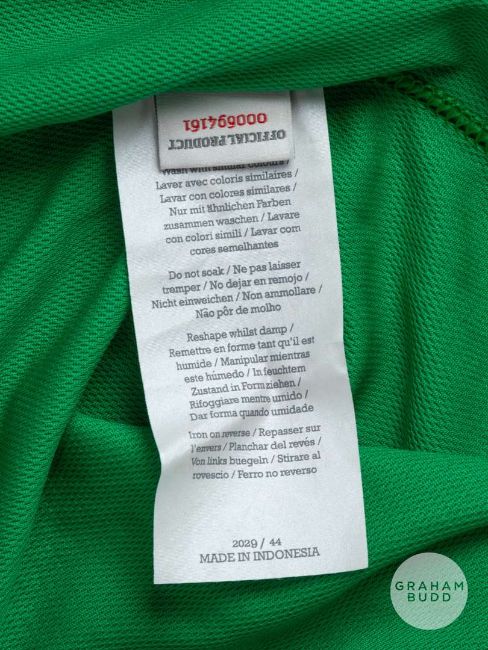 000694161
OFFICIAL PRODUCT
Wash with similar colours /
Laver avec coloris similaires /
Lavar con colores similares /
Nur mit ähnlichen Farben
zusammen waschen / Lavare
con colori simili / Lavar com
cores semelhantes
Do not soak / Ne pas laisser
tremper / No dejar en remojo /
Nicht einweichen / Non ammollare /
Não pôr de molho
Reshape whilst damp /
Remettre en forme tant qu'il est
humide / Manipular mientras
este húmedo / In feuchtem
Zustand in Form ziehen /
Rifoggiare mentre umido /
Dar forma quando umidade
Iron on reverse / Repasser sur
l'envers / Planchar del revés /
Von links buegeln / Stirare al
rovescio / Ferro no reverso
2029 / 44
MADE IN INDONESIA
GRAHAM
BUDD